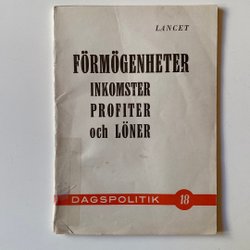 LANCET
FÖRMÖGENHETER
INKOMSTER
PROFITER
och LÖNER
DAGSPOLITIK 18